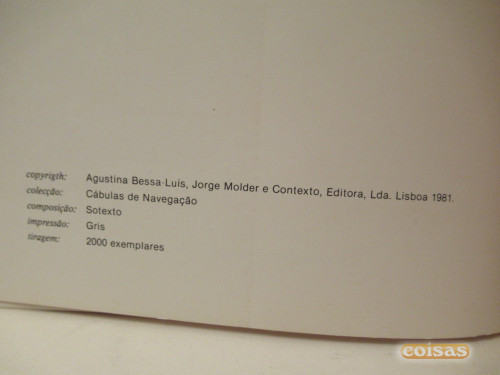 copyrigth: Agustina Bessa-Luís, Jorge Molder e Contexto, Editora, Lda. Lisboa 1981.
colecção: Cábulas de Navegação
composição: Sotexto
impressão: Gris
tiragem: 2000 exemplares
coisas